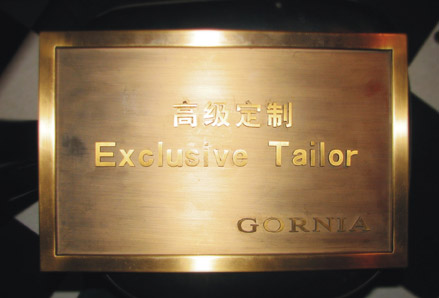 高级定制
Exclusive Tailor
GORNIA